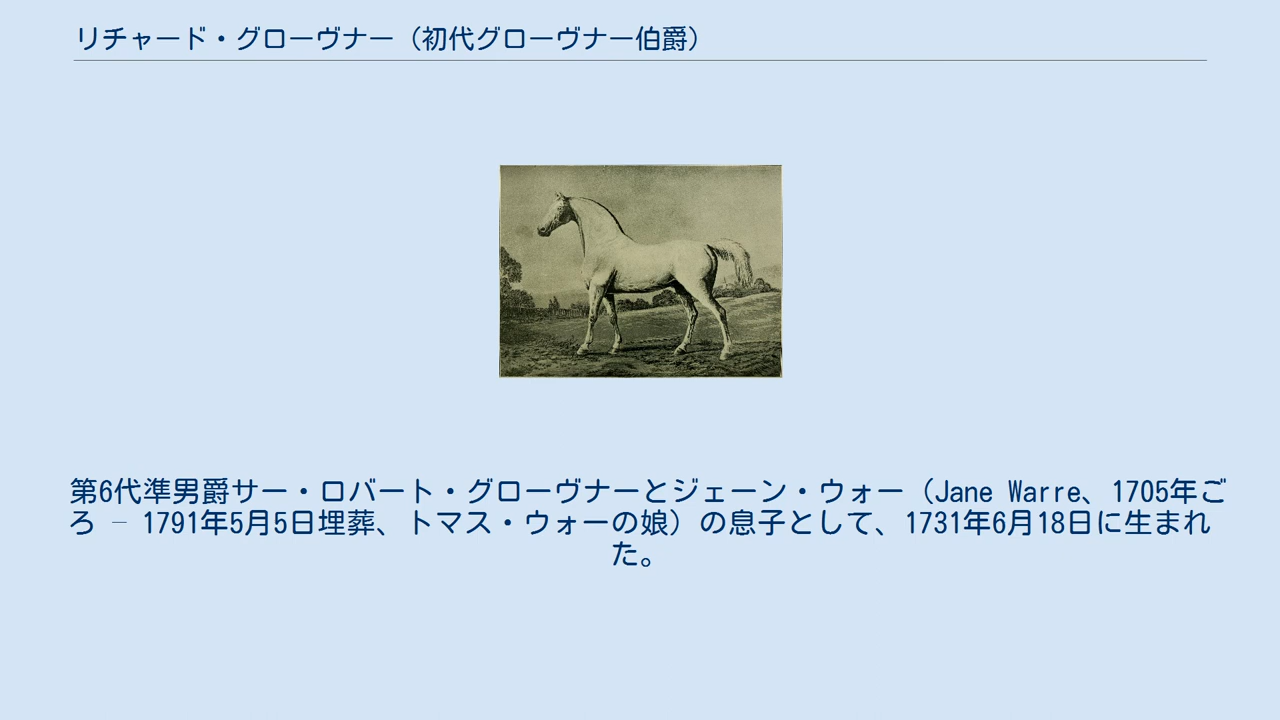 リチャード・グローヴナー（初代グローヴナー伯爵）
第6代準男爵サー・ロバート・グローヴナーとジェーン・ウォー（Jane Warre、1705年ご
ろ – 1791年5月5日埋葬、トマス・ウォーの娘）の息子として、1731年6月18日に生まれ
た。